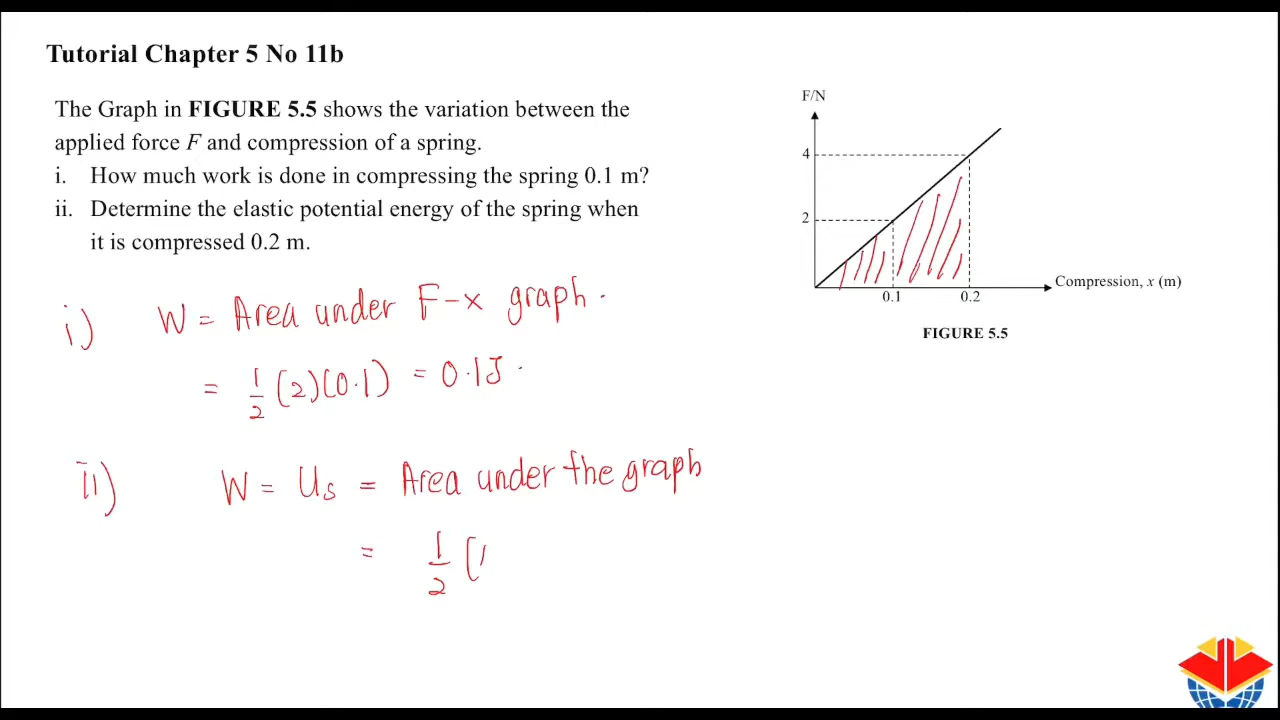 Tutorial Chapter 5 No 11b
The Graph in FIGURE 5.5 shows the variation between the
applied force F and compression of a spring.
i. How much work is done in compressing the spring 0.1 m?
ii. Determine the elastic potential energy of the spring when
it is compressed 0.2 m.
F/N
4
2
0.1 0.2
Compression, x (m)
FIGURE 5.5
i) W = Area under F-x graph.
= 1/2 (2)(0.1) = 0.1J.
ii) W = Us = Area under the graph
= 1/2 (